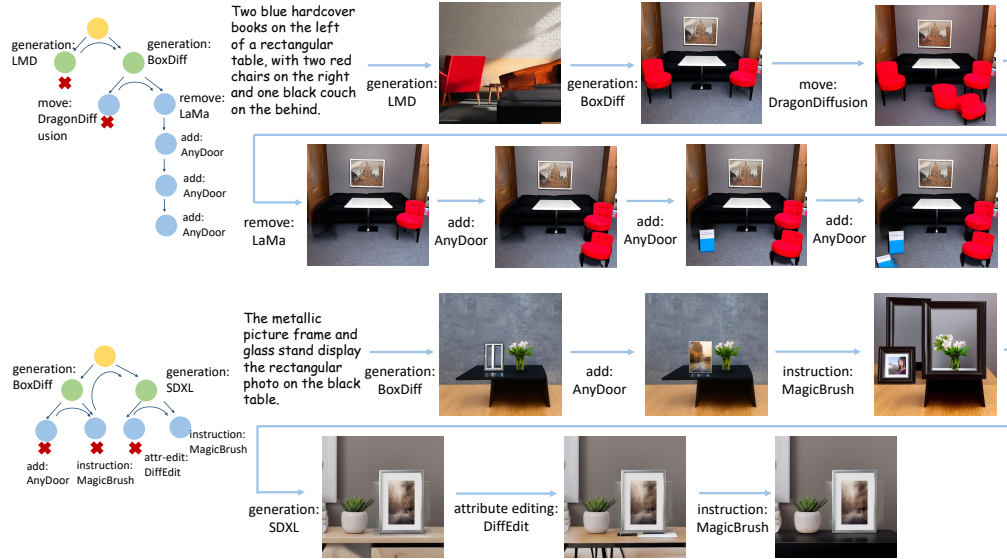 generation:
LMD
generation:
BoxDiff
move:
DragonDiff
usion
remove:
LaMa
add:
AnyDoor
add:
AnyDoor
add:
AnyDoor
Two blue hardcover
books on the left
of a rectangular
table, with two red
chairs on the right
and one black couch
on the behind.
generation:
LMD
generation:
BoxDiff
move:
DragonDiffusion
remove:
LaMa
add:
AnyDoor
add:
AnyDoor
add:
AnyDoor
generation:
BoxDiff
generation:
SDXL
add:
AnyDoor
instruction:
MagicBrush
attr-edit:
DiffEdit
instruction:
MagicBrush
The metallic
picture frame and
glass stand display
the rectangular
photo on the black
table.
generation:
BoxDiff
add:
AnyDoor
instruction:
MagicBrush
generation:
SDXL
attribute editing:
DiffEdit
instruction:
MagicBrush